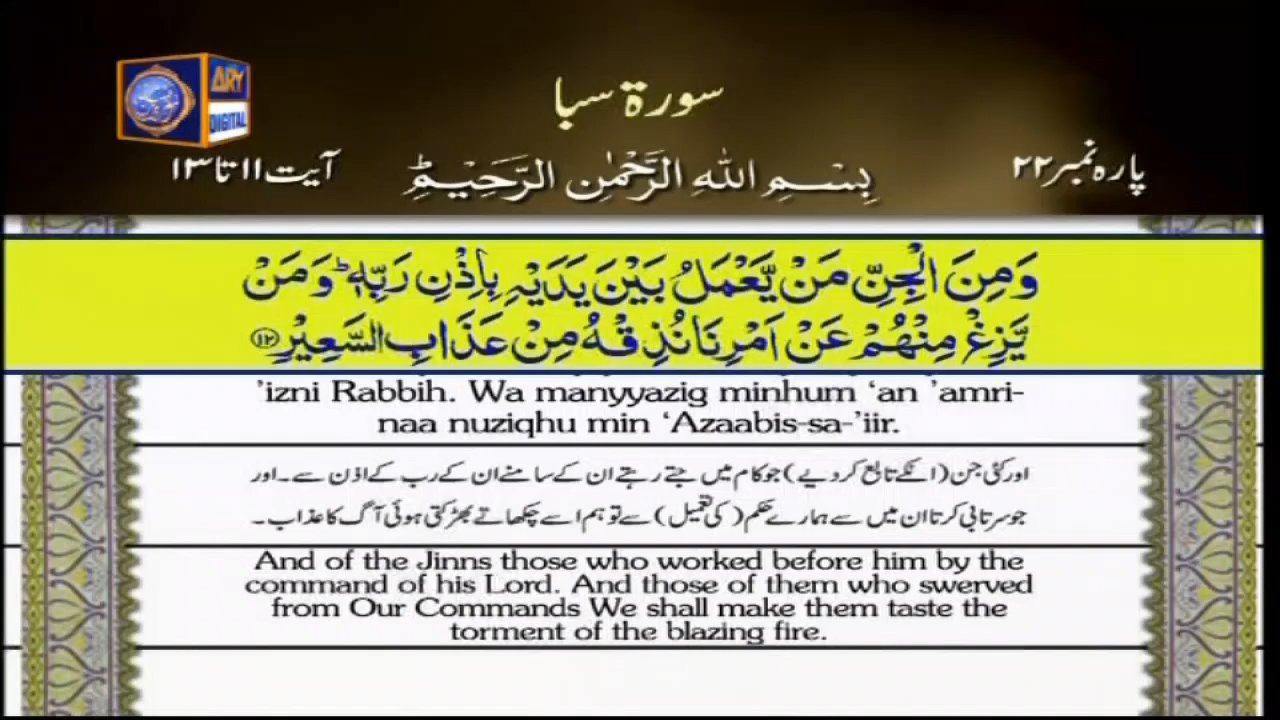 ARY
DIGITAL
سورۃ سبا
پارہ نمبر ۲۲
بِسْمِ اللهِ الرَّحْمٰنِ الرَّحِيْمِ
آیت ۱۱ تا ۱۳
وَمِنَ الْجِنِّ مَنْ يَّعْمَلُ بَيْنَ يَدَيْهِ بِاِذْنِ رَبِّهٖ ؕ وَمَنْ
يَّزِغْ مِنْهُمْ عَنْ اَمْرِنَا نُذِقْهُ مِنْ عَذَابِ السَّعِيْرِ ۱۲
'izni Rabbih. Wa manyyazig minhum 'an 'amri-
naa nuziqhu min 'Azaabis-sa-'iir.
اور کئی جن (انکے تابع کردیے) جو کام میں جتے رہتے ان کے سامنے ان کے رب کے اذن سے ۔ اور
جو سرتابی کرتا ان میں سے ہمارے حکم (کی تعمیل) سے تو ہم اسے چکھاتے بھڑکتی ہوئی آگ کا عذاب ۔
And of the Jinns those who worked before him by the
command of his Lord. And those of them who swerved
from Our Commands We shall make them taste the
torment of the blazing fire.